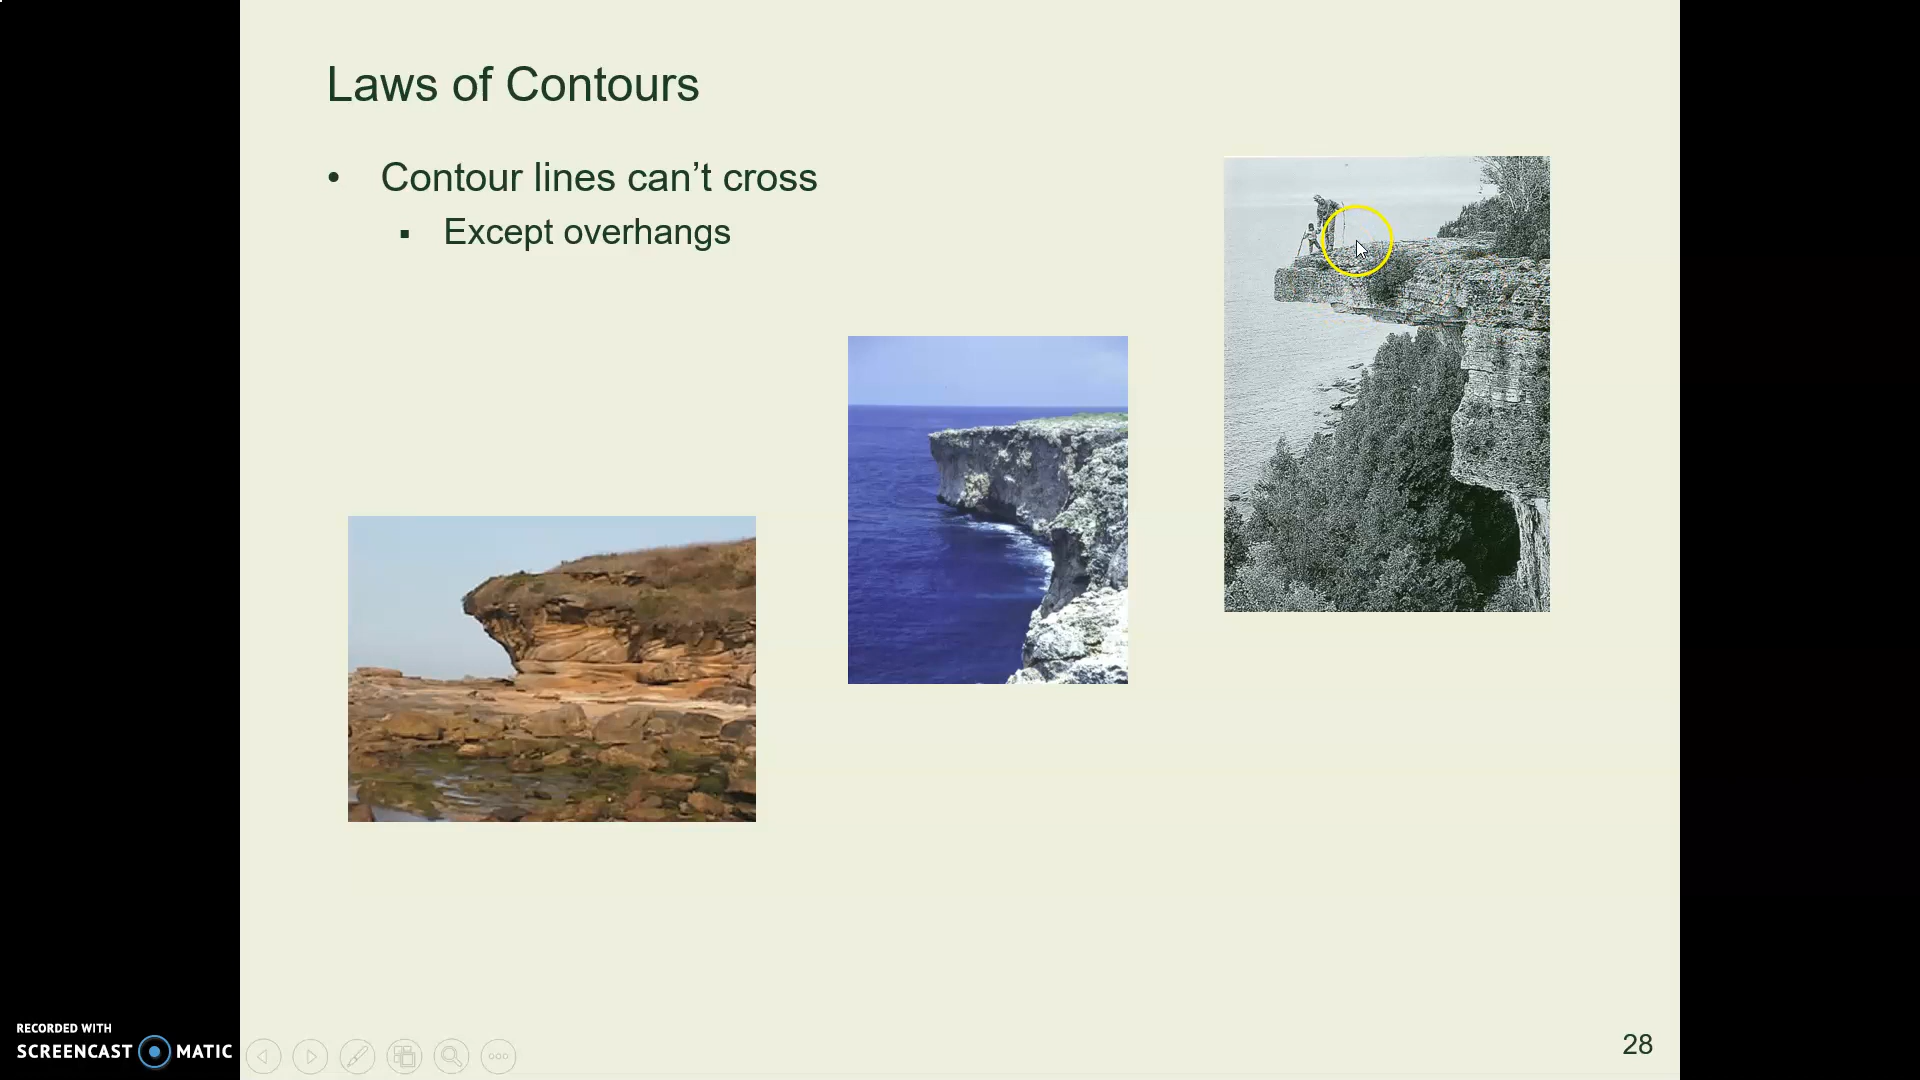 Laws of Contours
• Contour lines can’t cross
▪ Except overhangs
28
RECORDED WITH
SCREENCAST MATIC